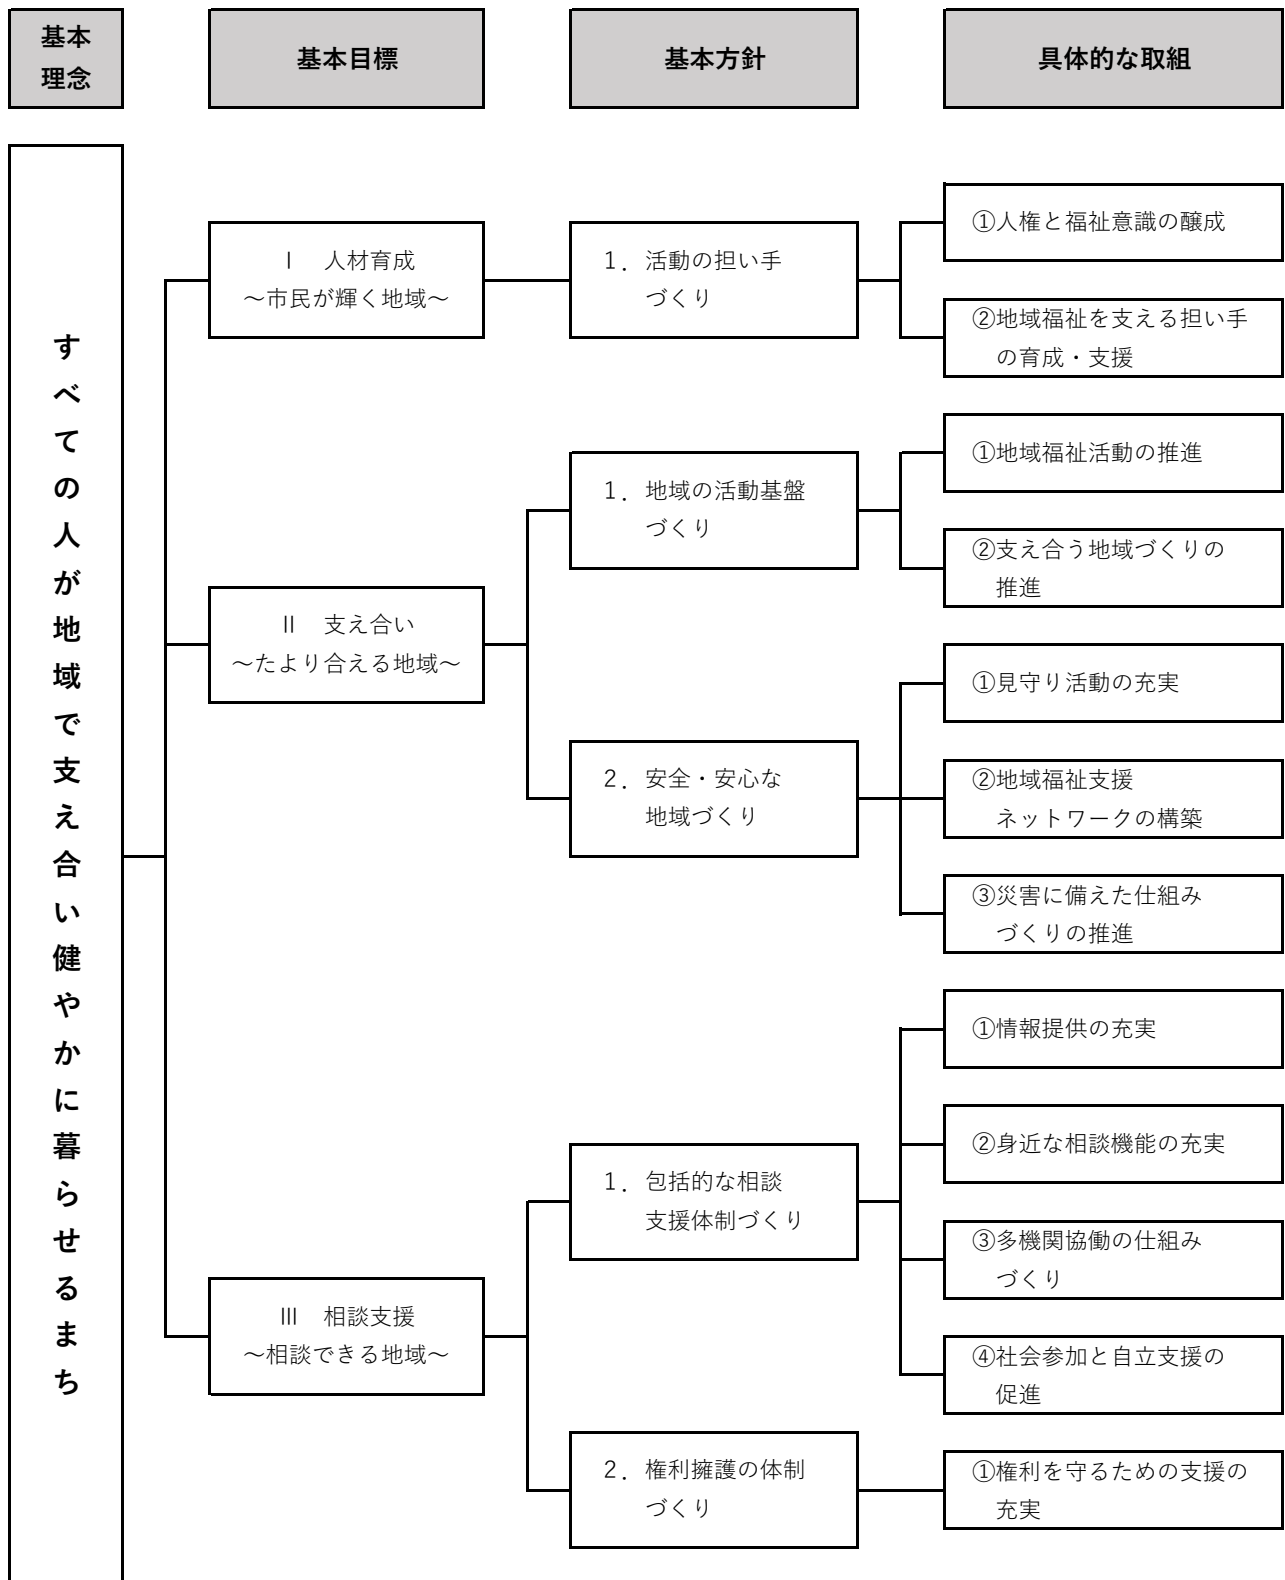 基本
理念
基本目標
基本方針
具体的な取組
すべての人が地域で支え合い健やかに暮らせるまち
Ⅰ　人材育成
～市民が輝く地域～
1．活動の担い手
づくり
①人権と福祉意識の醸成
②地域福祉を支える担い手
の育成・支援
Ⅱ　支え合い
～たより合える地域～
1．地域の活動基盤
づくり
①地域福祉活動の推進
②支え合う地域づくりの
推進
2．安全・安心な
地域づくり
①見守り活動の充実
②地域福祉支援
ネットワークの構築
③災害に備えた仕組み
づくりの推進
Ⅲ　相談支援
～相談できる地域～
1．包括的な相談
支援体制づくり
①情報提供の充実
②身近な相談機能の充実
③多機関協働の仕組み
づくり
④社会参加と自立支援の
促進
2．権利擁護の体制
づくり
①権利を守るための支援の
充実